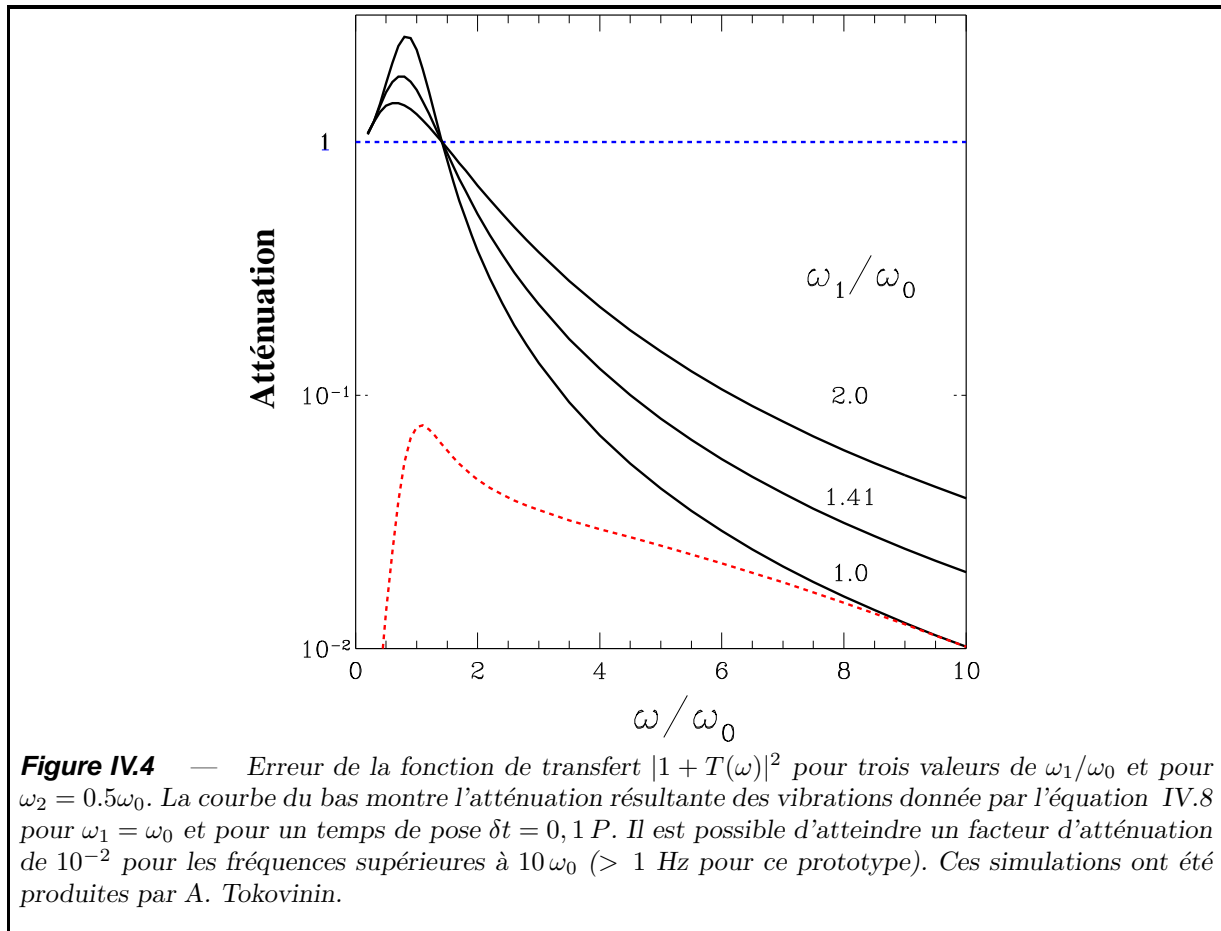 1
Atténuation
ω₁/ω₀
10⁻¹
2.0
1.41
1.0
10⁻²
0 2 4 6 8 10
ω/ω₀
Figure IV.4 — Erreur de la fonction de transfert |1 + T(ω)|² pour trois valeurs de ω₁/ω₀ et pour
ω₂ = 0.5ω₀. La courbe du bas montre l'atténuation résultante des vibrations donnée par l'équation IV.8
pour ω₁ = ω₀ et pour un temps de pose δt = 0, 1 P. Il est possible d'atteindre un facteur d'atténuation
de 10⁻² pour les fréquences supérieures à 10 ω₀ (> 1 Hz pour ce prototype). Ces simulations ont été
produites par A. Tokovinin.